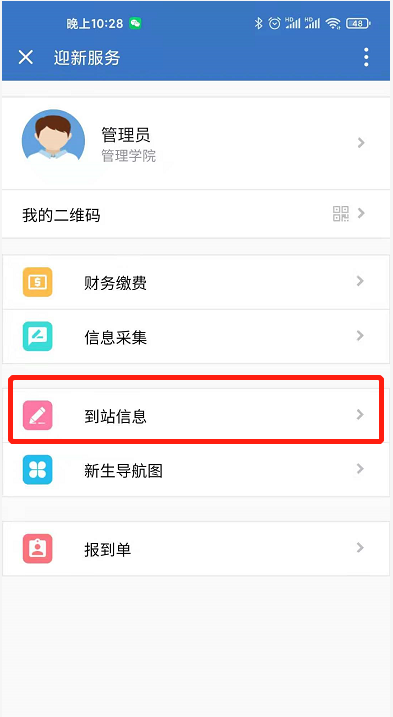 晚上10:28 HD HD 48
迎新服务
管理员
管理学院
我的二维码
财务缴费
信息采集
到站信息
新生导航图
报到单